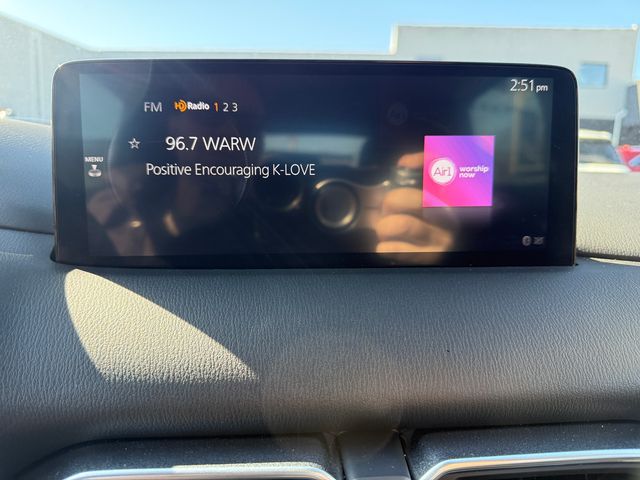 2:51 pm
FM HD Radio 1 2 3
96.7 WARW
MENU
Positive Encouraging K-LOVE
Air1 worship now